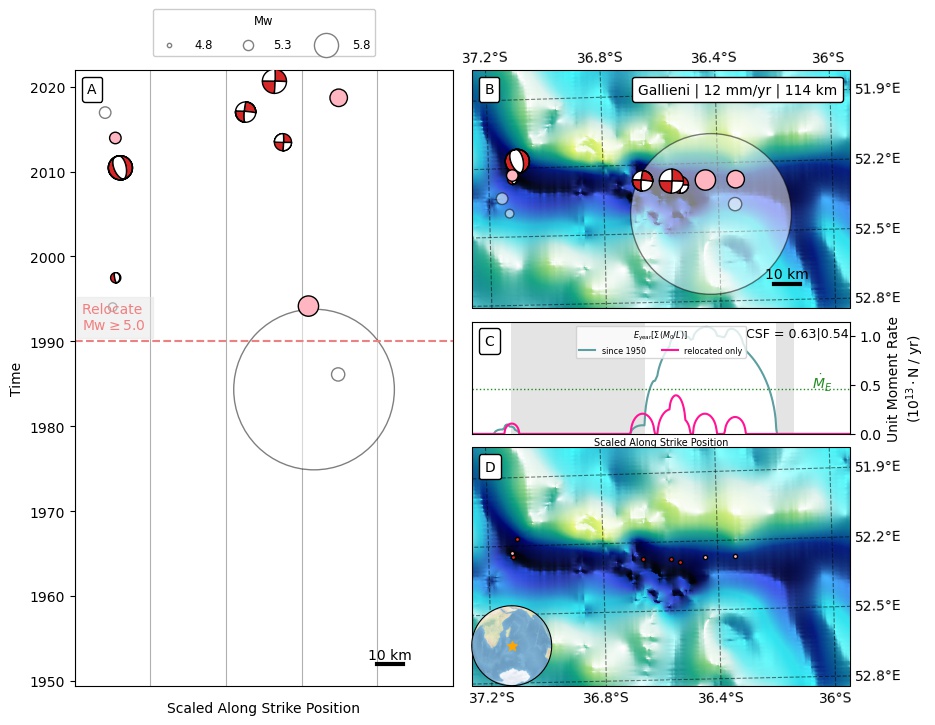 Mw
4.8 5.3 5.8
A
2020
2010
2000
1990
1980
1970
1960
1950
Time
Relocate
Mw ≥ 5.0
10 km
Scaled Along Strike Position
37.2°S 36.8°S 36.4°S 36°S
B
Gallieni | 12 mm/yr | 114 km
51.9°E
52.2°E
52.5°E
52.8°E
10 km
C
E_year[Σ(M₀/L)]
since 1950 relocated only
CSF = 0.63|0.54
Ṁ_E
1.0
0.5
0.0
Unit Moment Rate
(10¹³ · N / yr)
Scaled Along Strike Position
D
51.9°E
52.2°E
52.5°E
52.8°E
37.2°S 36.8°S 36.4°S 36°S